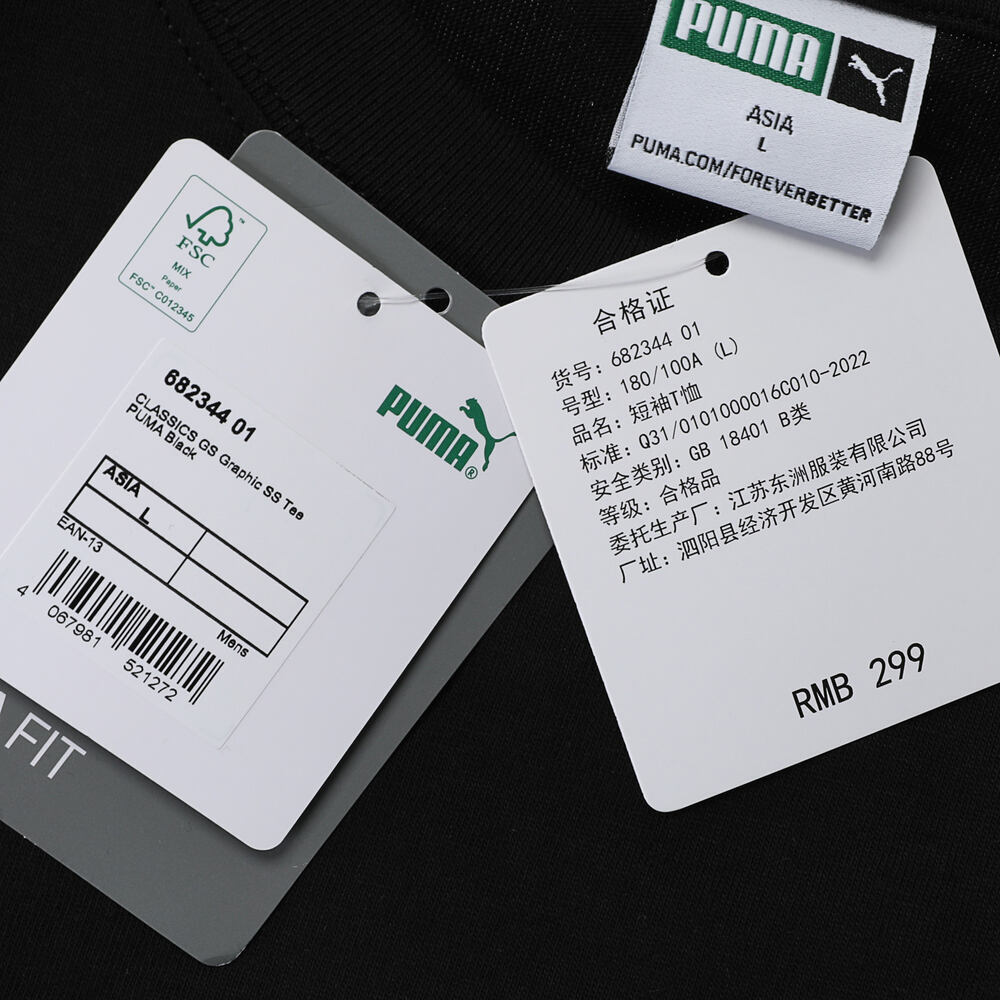 PUMA
ASIA
L
PUMA.COM/FOREVERBETTER
FSC
MIX
Paper
FSC™ C012345
682344 01
CLASSICS GS Graphic SS Tee
PUMA Black
ASIA
L
EAN-13
Mens
4 067981 521272
PUMA®
FIT
合格证
货号: 682344 01
号型: 180/100A (L)
品名: 短袖T恤
标准: Q31/0101000016C010-2022
安全类别: GB 18401 B类
等级: 合格品
委托生产厂: 江苏东洲服装有限公司
厂址: 泗阳县经济开发区黄河南路88号
RMB 299